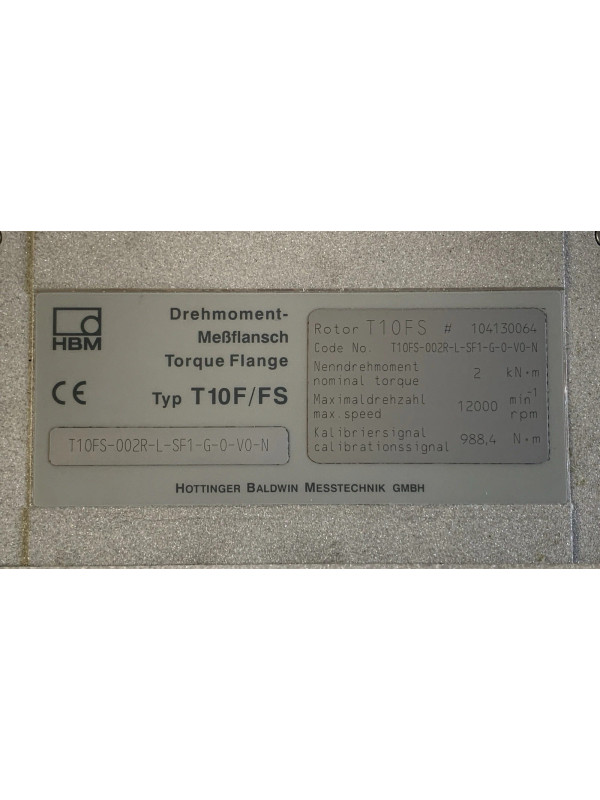 HBM
CE
Drehmoment-
Meßflansch
Torque Flange
Typ T10F/FS
T10FS-002R-L-SF1-G-0-V0-N
Rotor T10FS # 104130064
Code No. T10FS-002R-L-SF1-G-0-V0-N
Nenndrehmoment
nominal torque 2 kN·m
Maximaldrehzahl min-1
max.speed 12000 rpm
Kalibriersignal
calibrationssignal 988,4 N·m
HOTTINGER BALDWIN MESSTECHNIK GMBH